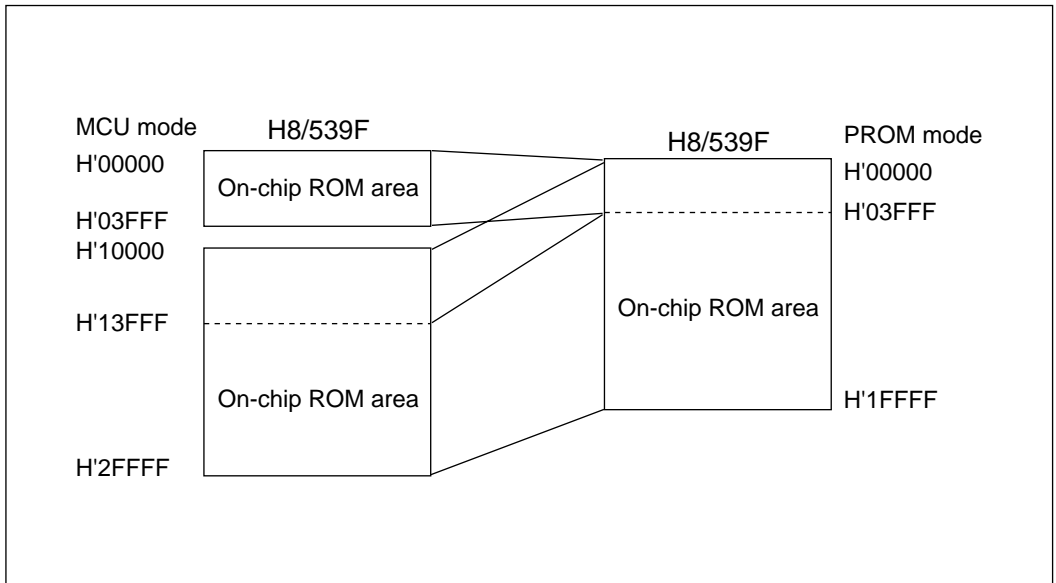 MCU mode
H8/539F
H'00000
On-chip ROM area
H'03FFF
H'10000
H'13FFF
On-chip ROM area
H'2FFFF
H8/539F
PROM mode
H'00000
H'03FFF
On-chip ROM area
H'1FFFF